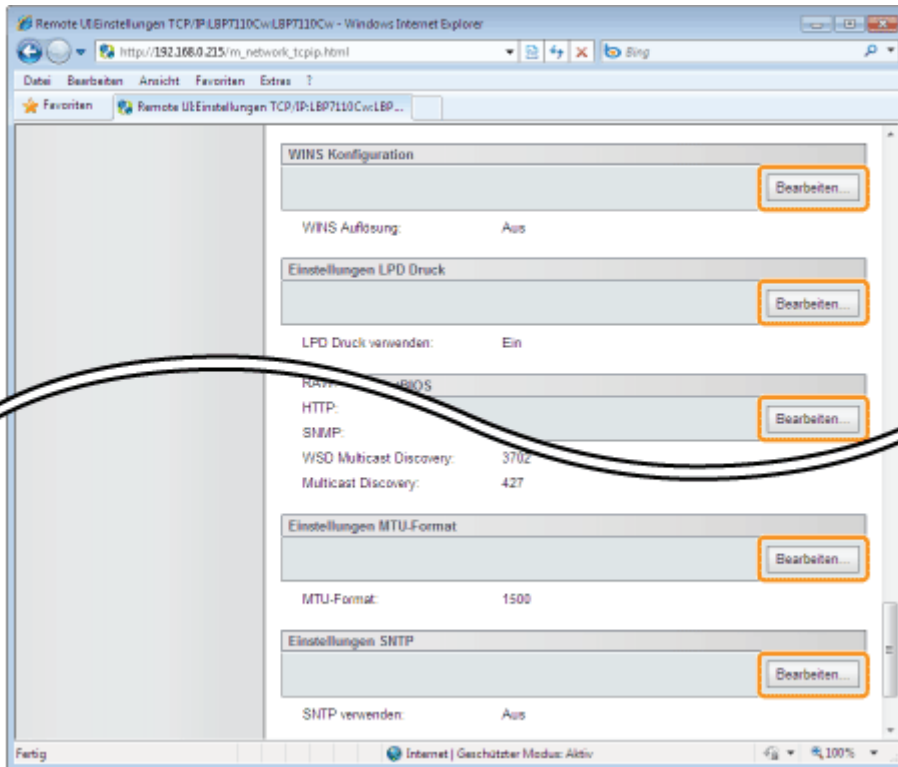 Remote UI:Einstellungen TCP/IP:LBP7110Cw:LBP7110Cw - Windows Internet Explorer
http://192.168.0.215/m_network_tcpip.html
Bing
Datei Bearbeiten Ansicht Favoriten Extras ?
Favoriten
Remote UI:Einstellungen TCP/IP:LBP7110Cw:LBP...
WINS Konfiguration
Bearbeiten...
WINS Auflösung: Aus
Einstellungen LPD Druck
Bearbeiten...
LPD Druck verwenden: Ein
HTTP:
Bearbeiten...
SNMP:
WSD Multicast Discovery: 3702
Multicast Discovery: 427
Einstellungen MTU-Format
Bearbeiten...
MTU-Format: 1500
Einstellungen SNTP
Bearbeiten...
SNTP verwenden: Aus
Fertig
Internet | Geschützter Modus: Aktiv
100%